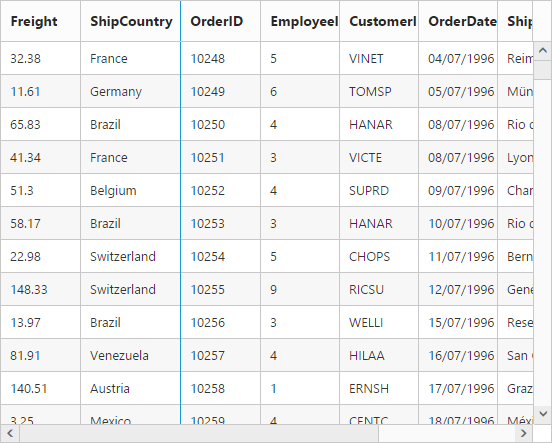 Freight ShipCountry OrderID EmployeeI CustomerI OrderDate Ship
32.38 France 10248 5 VINET 04/07/1996 Reim
11.61 Germany 10249 6 TOMSP 05/07/1996 Mün
65.83 Brazil 10250 4 HANAR 08/07/1996 Rio d
41.34 France 10251 3 VICTE 08/07/1996 Lyon
51.3 Belgium 10252 4 SUPRD 09/07/1996 Char
58.17 Brazil 10253 3 HANAR 10/07/1996 Rio d
22.98 Switzerland 10254 5 CHOPS 11/07/1996 Bern
148.33 Switzerland 10255 9 RICSU 12/07/1996 Gene
13.97 Brazil 10256 3 WELLI 15/07/1996 Rese
81.91 Venezuela 10257 4 HILAA 16/07/1996 San
140.51 Austria 10258 1 ERNSH 17/07/1996 Graz
3.25 Mexico 10259 4 CENTC 18/07/1996 Méxi